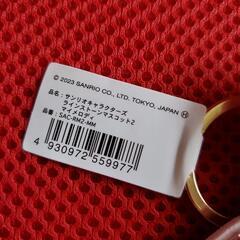 © 2023 SANRIO CO., LTD. TOKYO, JAPAN Ⓗ
品名：サンリオキャラクターズ
ラインストーンマスコット2
マイメロディ
品番：SAC-RM2-MM
4 930972 559977